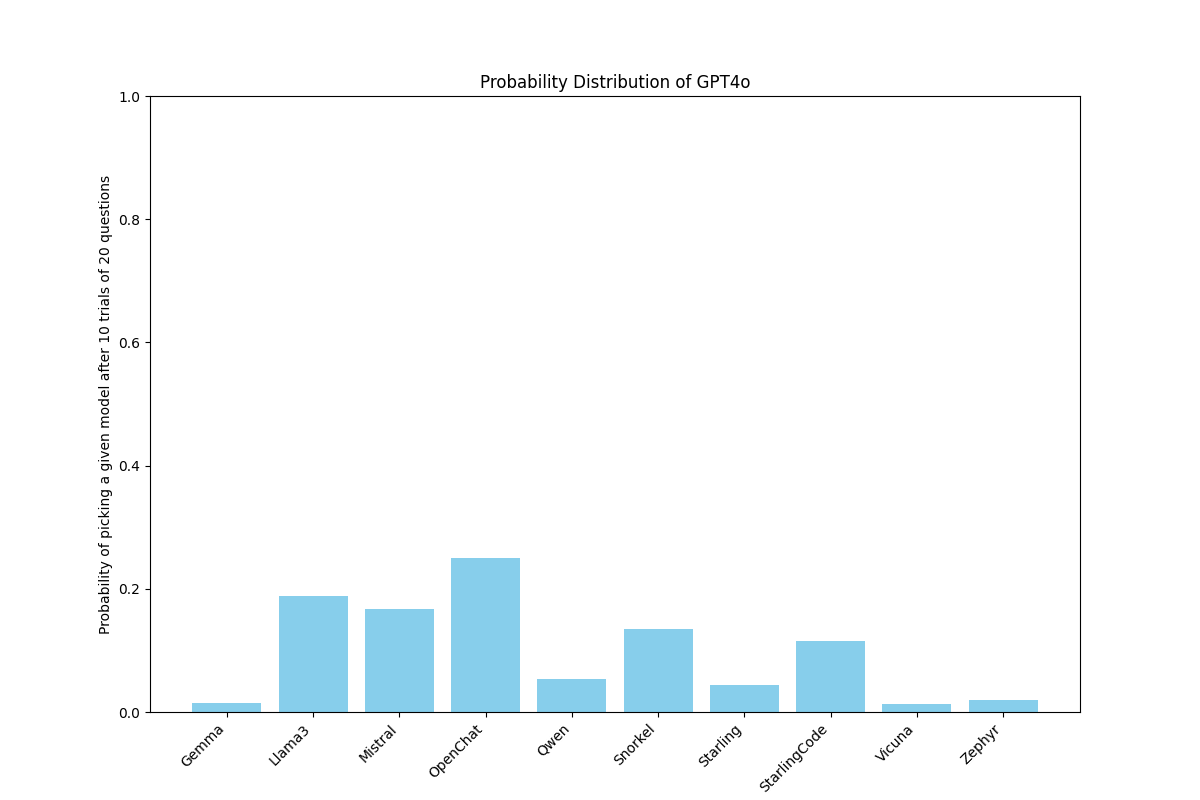 Probability Distribution of GPT4o
Probability of picking a given model after 10 trials of 20 questions
1.0
0.8
0.6
0.4
0.2
0.0
Gemma
Llama3
Mistral
OpenChat
Qwen
Snorkel
Starling
StarlingCode
Vicuna
Zephyr